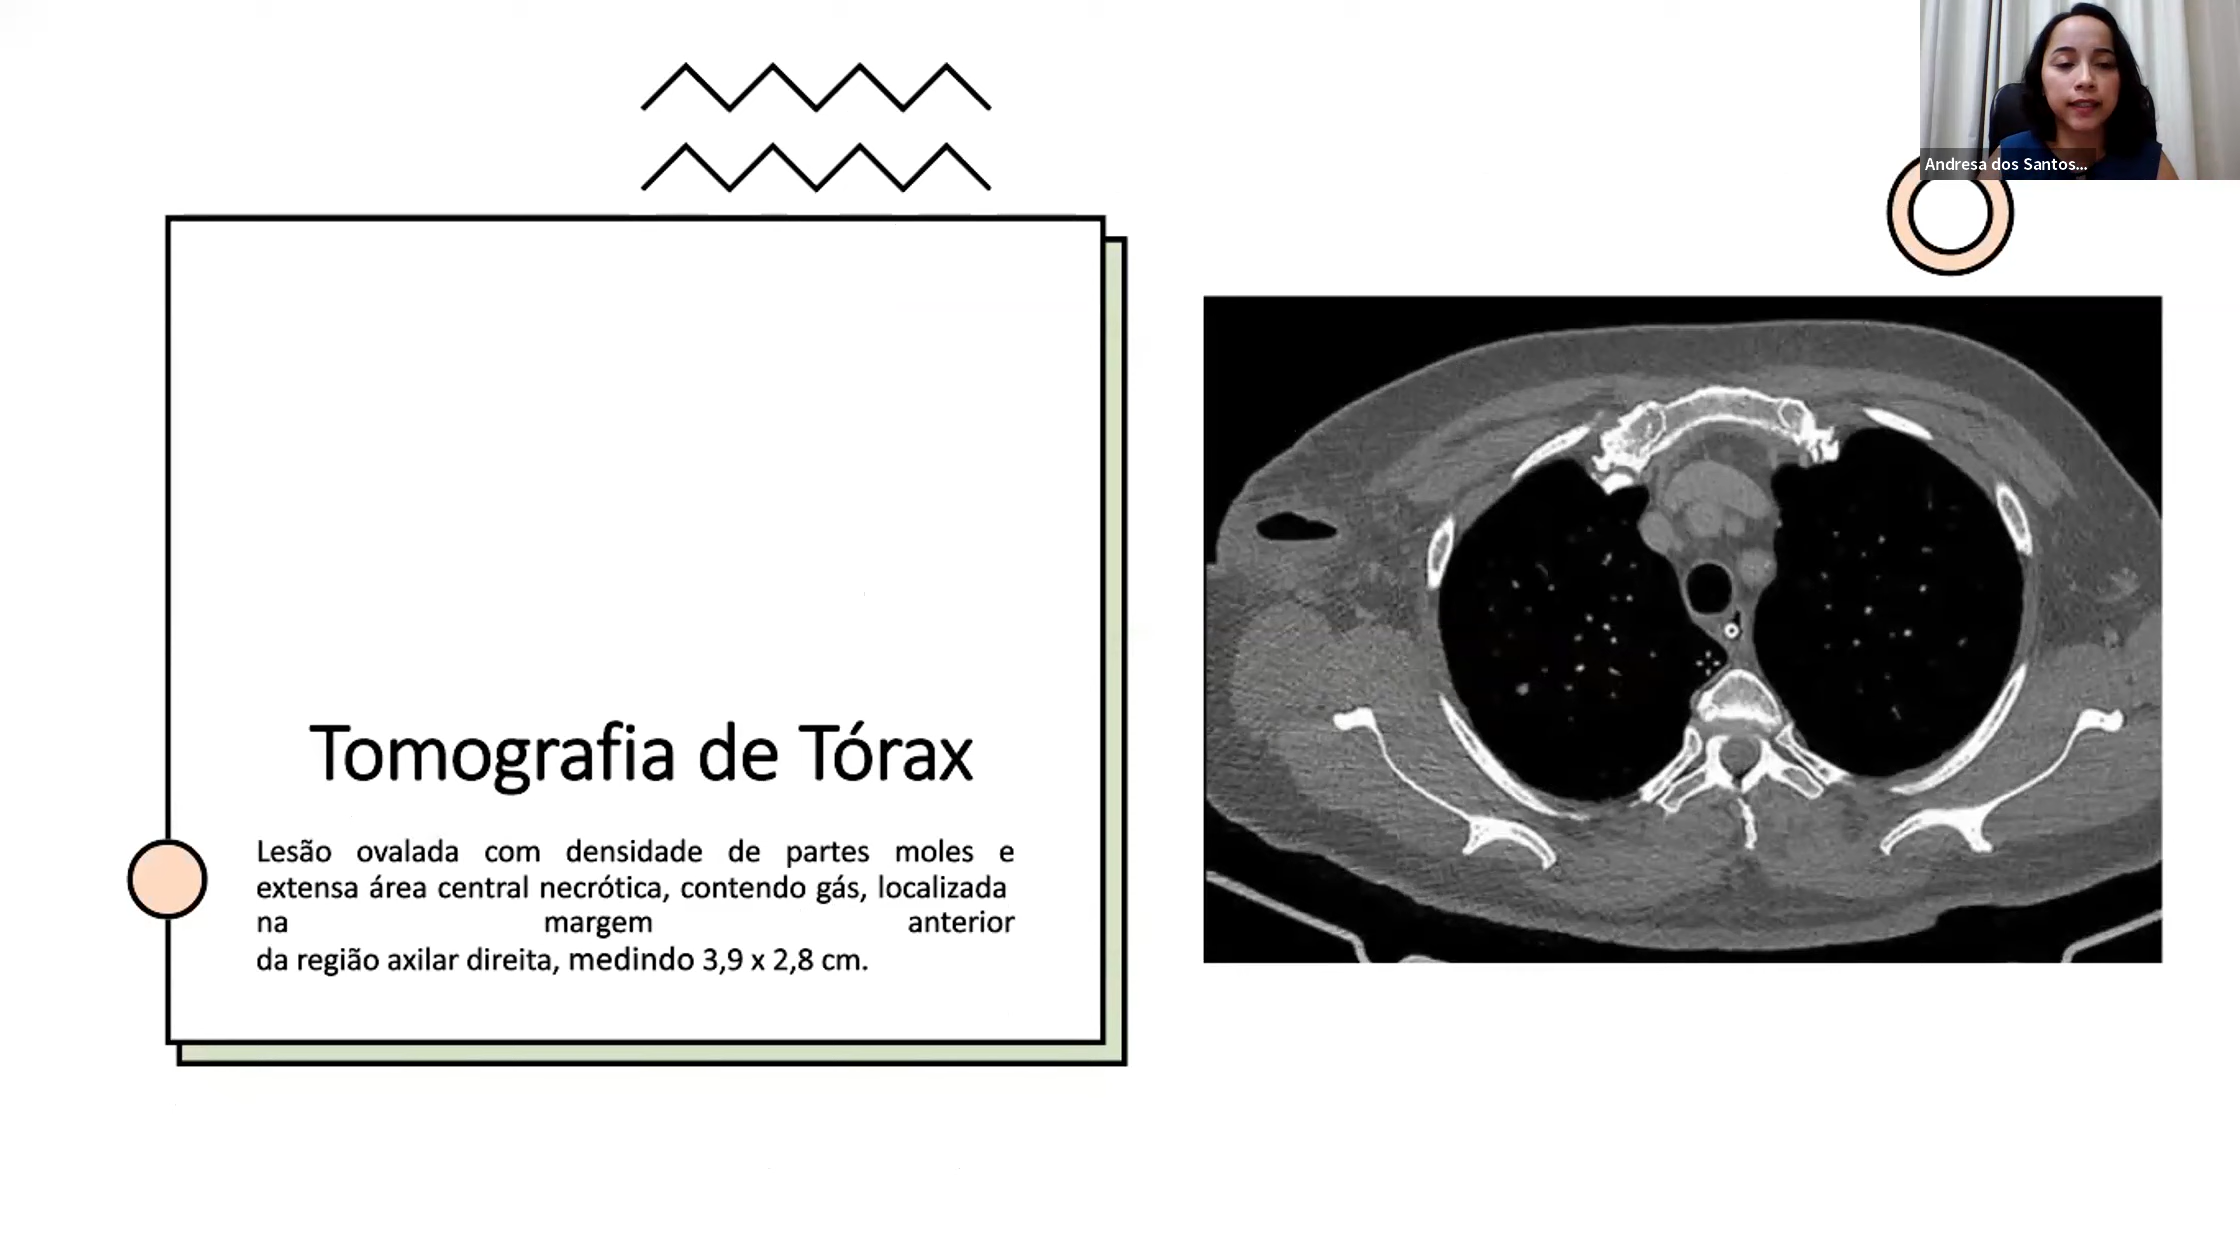 Andresa dos Santos...
Tomografia de Tórax
Lesão ovalada com densidade de partes moles e
extensa área central necrótica, contendo gás, localizada
na margem anterior
da região axilar direita, medindo 3,9 x 2,8 cm.